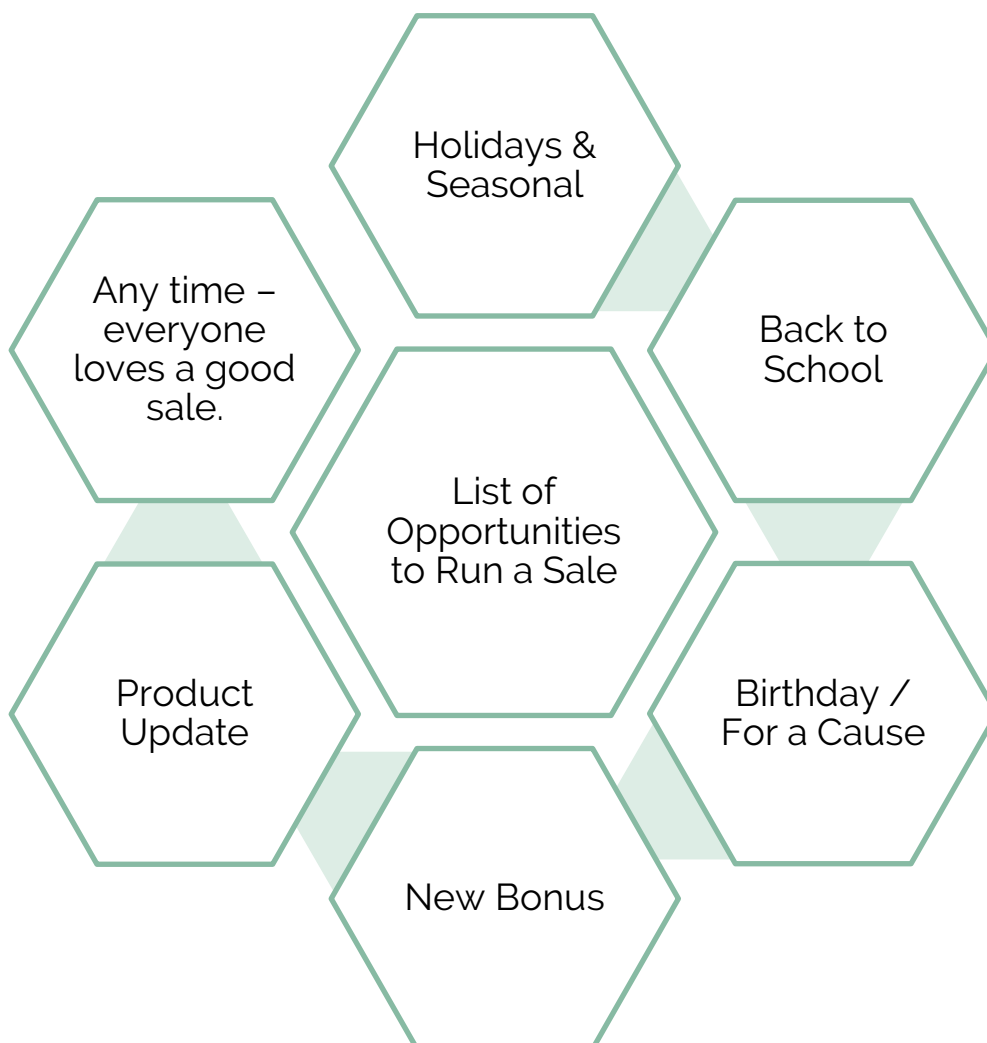 Holidays &
Seasonal
Any time –
everyone
loves a good
sale.
Back to
School
List of
Opportunities
to Run a Sale
Product
Update
Birthday /
For a Cause
New Bonus